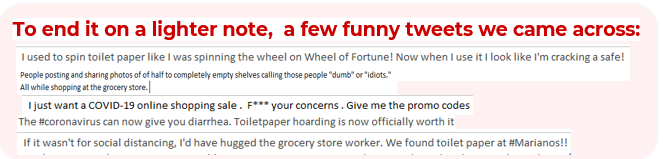 To end it on a lighter note, a few funny tweets we came across:
I used to spin toilet paper like I was spinning the wheel on Wheel of Fortune! Now when I use it I look like I'm cracking a safe!
People posting and sharing photos of of half to completely empty shelves calling those people "dumb" or "idiots."
All while shopping at the grocery store.
I just want a COVID-19 online shopping sale . F*** your concerns . Give me the promo codes
The #coronavirus can now give you diarrhea. Toiletpaper hoarding is now officially worth it
If it wasn't for social distancing, I'd have hugged the grocery store worker. We found toilet paper at #Marianos!!